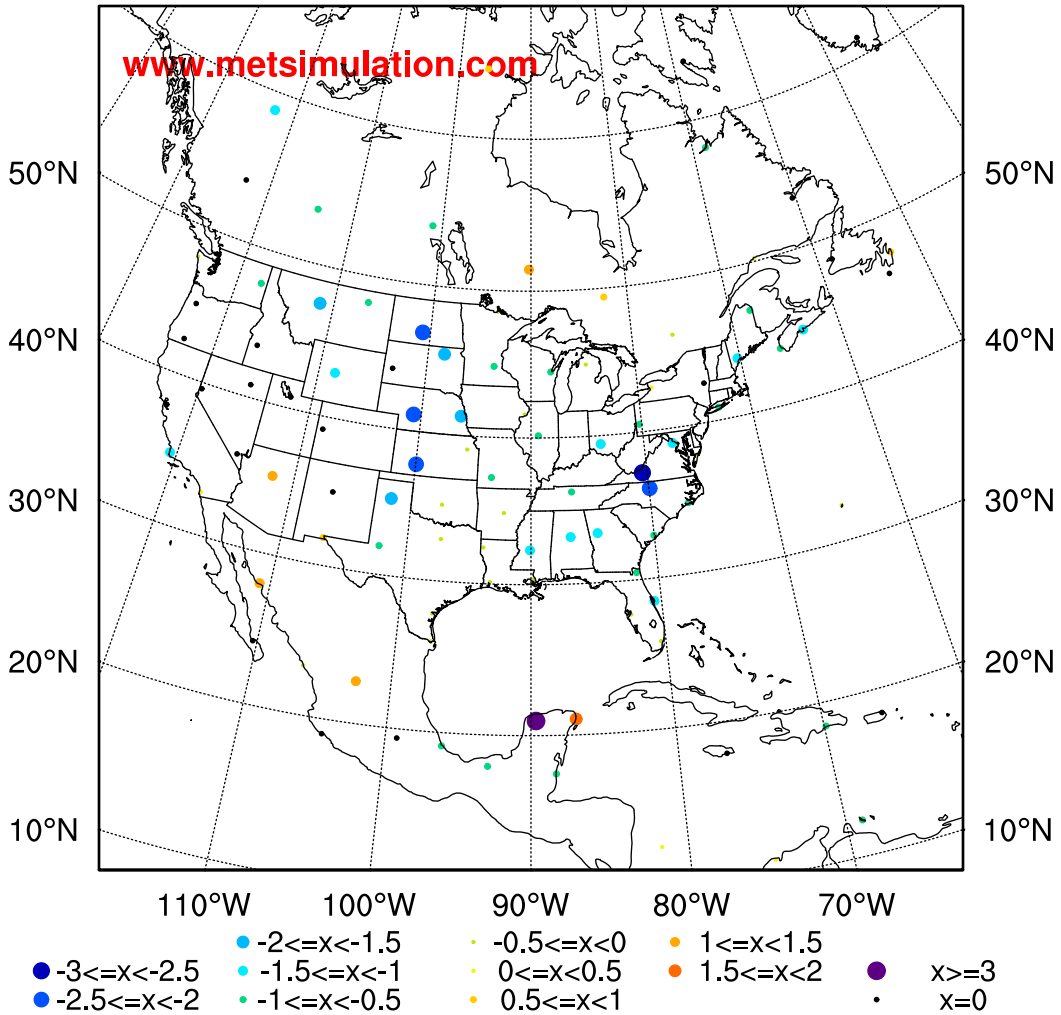 www.metsimulation.com
50°N 50°N
40°N 40°N
30°N 30°N
20°N 20°N
10°N 10°N
110°W 100°W 90°W 80°W 70°W
-2<=x<-1.5 -0.5<=x<0 1<=x<1.5
-3<=x<-2.5 -1.5<=x<-1 0<=x<0.5 1.5<=x<2 x>=3
-2.5<=x<-2 -1<=x<-0.5 0.5<=x<1 x=0